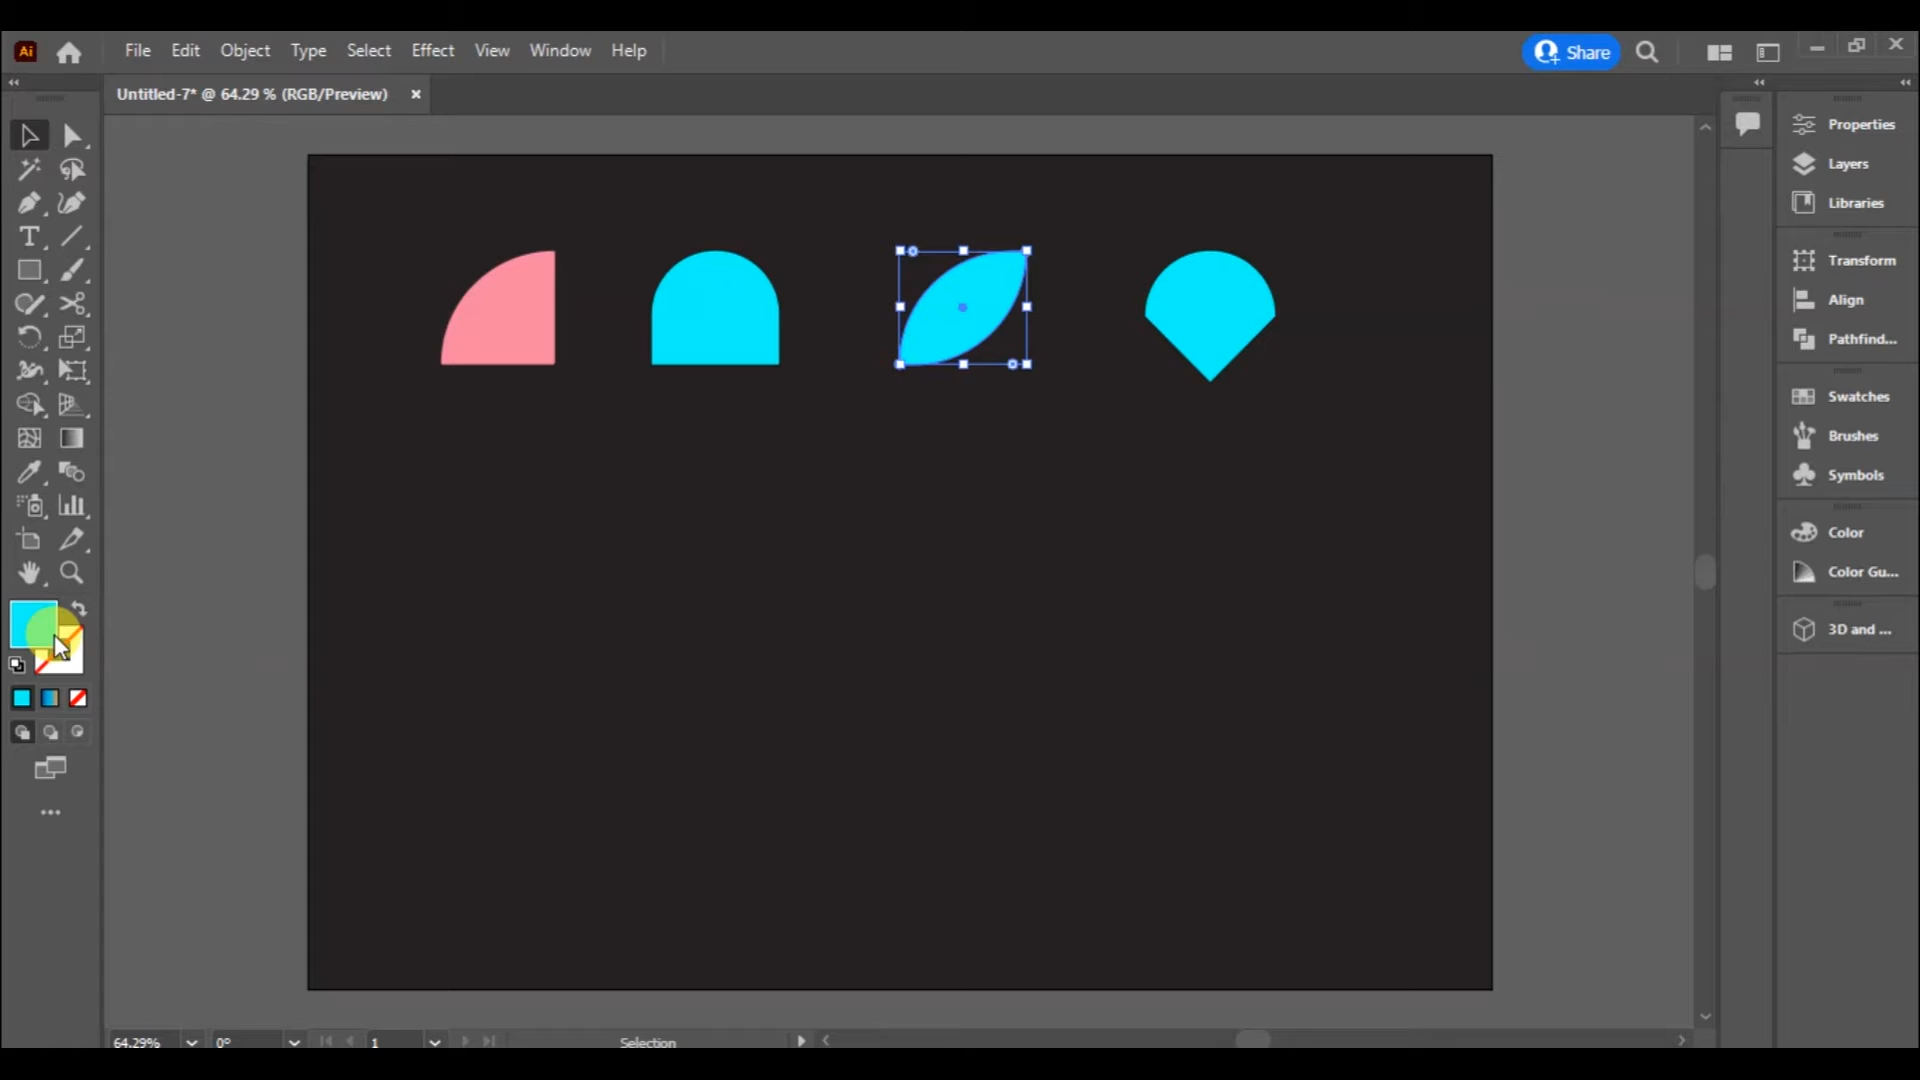 Ai File Edit Object Type Select Effect View Window Help Share
Untitled-7* @ 64.29 % (RGB/Preview)
Properties
Layers
Libraries
Transform
Align
Pathfind...
Swatches
Brushes
Symbols
Color
Color Gu...
3D and ...
64.29% 0° 1 Selection